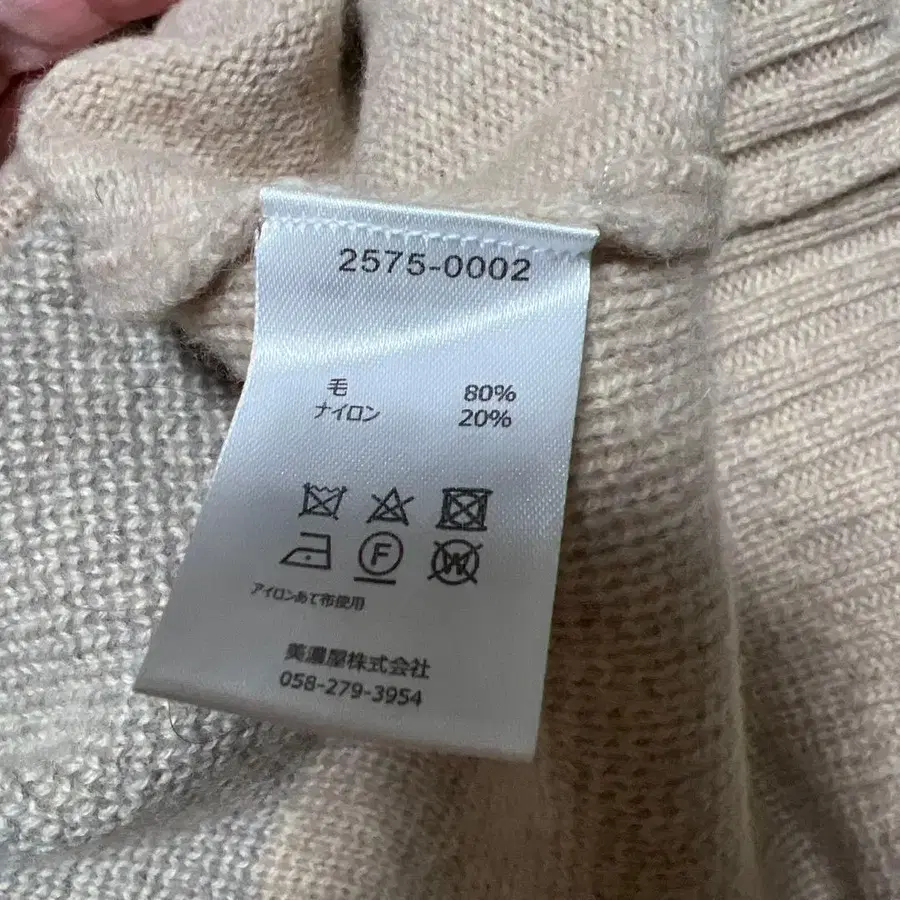 2575-0002
毛 80%
ナイロン 20%
F W
アイロンあて布使用
美濃屋株式会社
058-279-3954